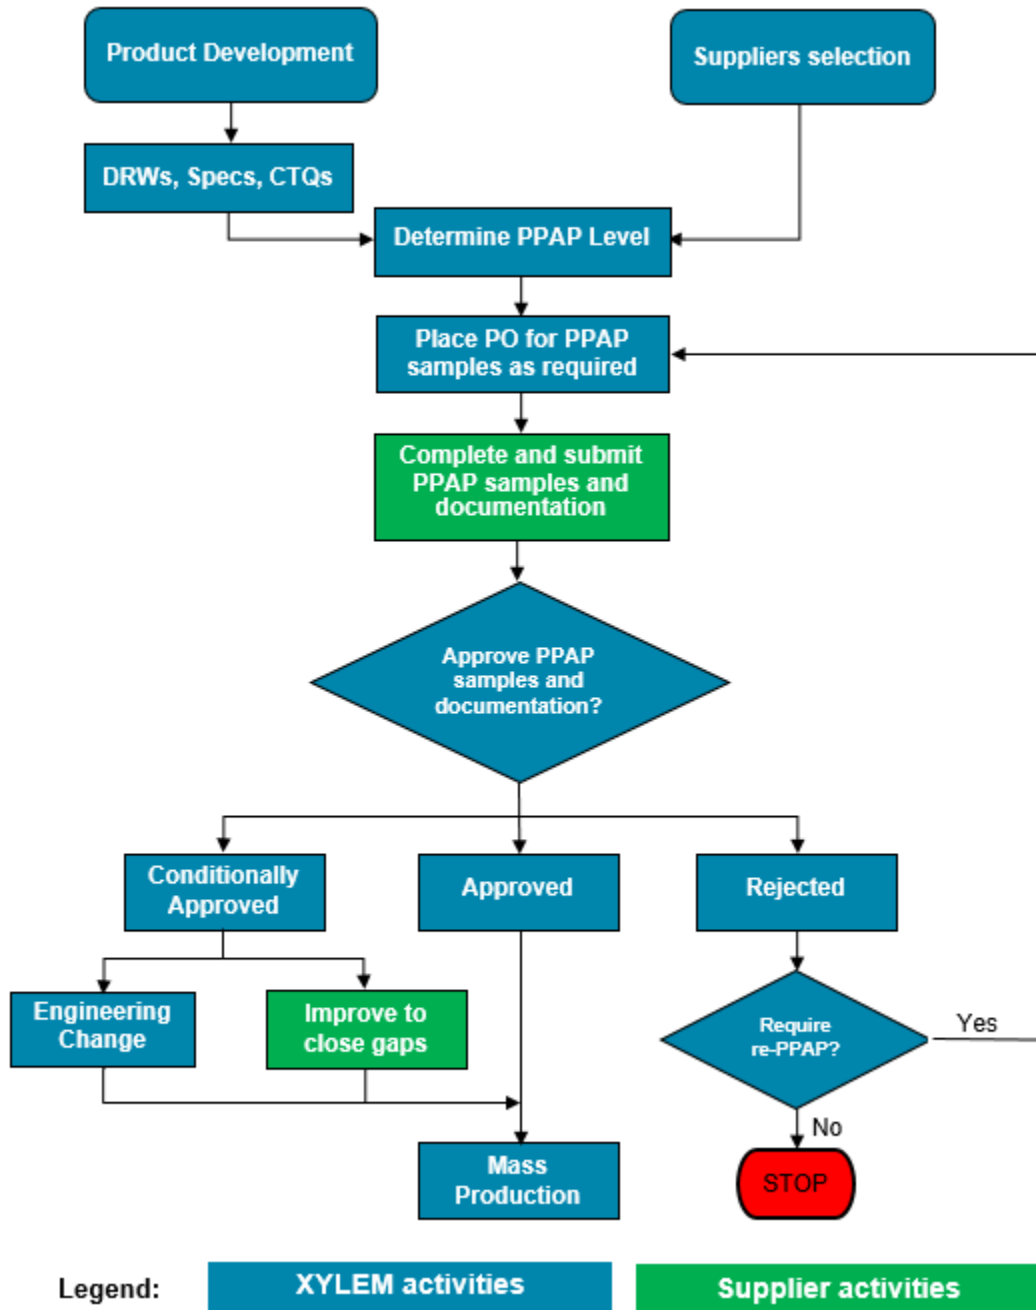 Product Development
Suppliers selection
DRWs, Specs, CTQs
Determine PPAP Level
Place PO for PPAP
samples as required
Complete and submit
PPAP samples and
documentation
Approve PPAP
samples and
documentation?
Conditionally
Approved
Approved
Rejected
Engineering
Change
Improve to
close gaps
Require
re-PPAP?
Yes
No
Mass
Production
STOP
Legend:
XYLEM activities
Supplier activities